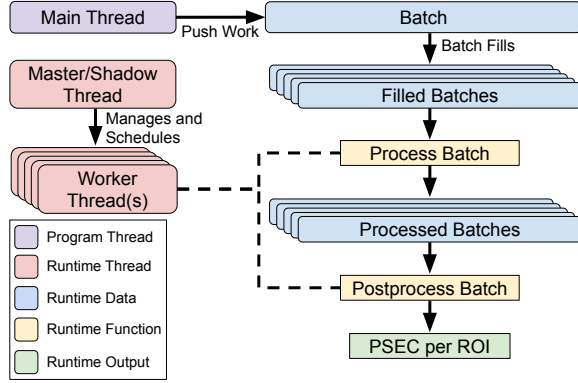 Main Thread
Push Work
Batch
Batch Fills
Master/Shadow
Thread
Filled Batches
Manages and
Schedules
Process Batch
Worker
Thread(s)
Processed Batches
Program Thread
Runtime Thread
Runtime Data
Postprocess Batch
Runtime Function
Runtime Output
PSEC per ROI